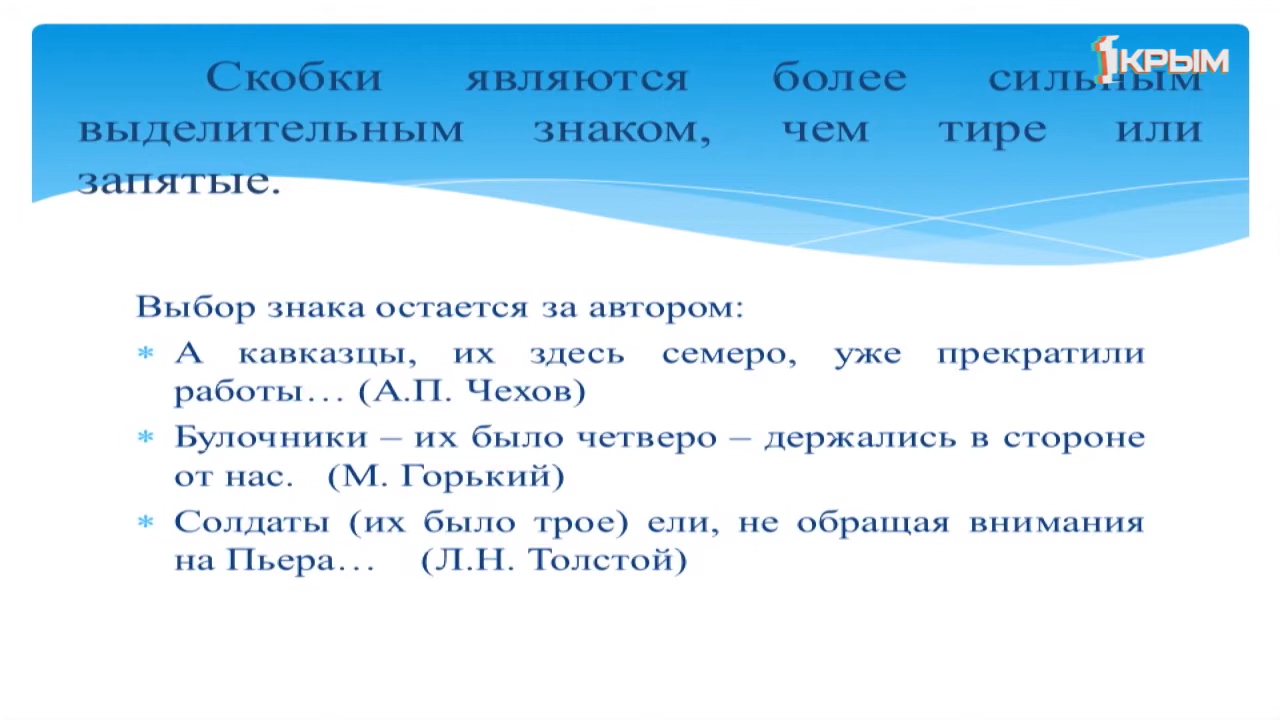 1КРЫМ
Скобки являются более сильным
выделительным знаком, чем тире или
запятые.
Выбор знака остается за автором:
* А кавказцы, их здесь семеро, уже прекратили
работы… (А.П. Чехов)
* Булочники – их было четверо – держались в стороне
от нас. (М. Горький)
* Солдаты (их было трое) ели, не обращая внимания
на Пьера… (Л.Н. Толстой)